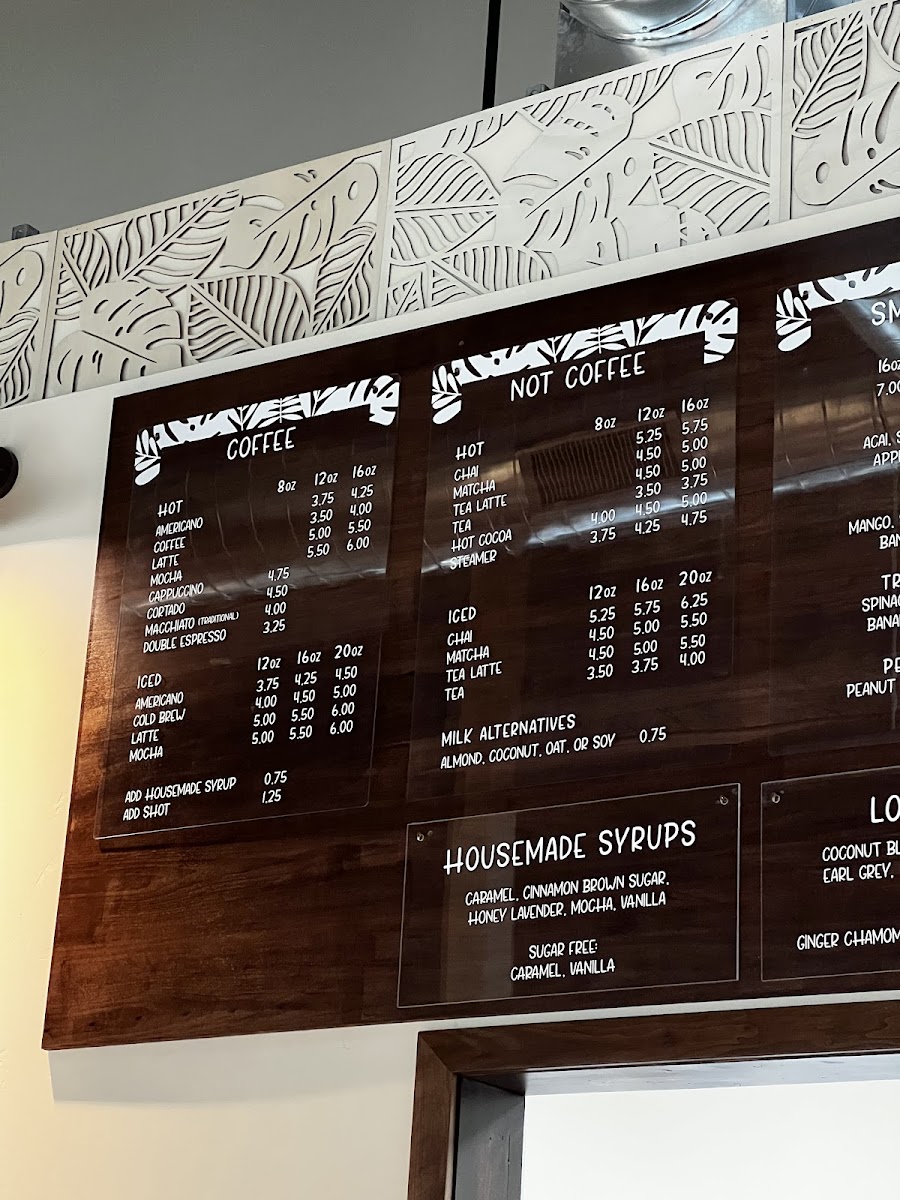 COFFEE
HOT 8oz 12oz 16oz
AMERICANO 3.75 4.25
COFFEE 3.50 4.00
LATTE 5.00 5.50
MOCHA 5.50 6.00
CAPPUCCINO 4.75
CORTADO 4.50
MACCHIATO (TRADITIONAL) 4.00
DOUBLE ESPRESSO 3.25
ICED 12oz 16oz 20oz
AMERICANO 3.75 4.25 4.50
COLD BREW 4.00 4.50 5.00
LATTE 5.00 5.50 6.00
MOCHA 5.00 5.50 6.00
ADD HOUSEMADE SYRUP 0.75
ADD SHOT 1.25
NOT COFFEE
HOT 8oz 12oz 16oz
CHAI 5.25 5.75
MATCHA 4.50 5.00
TEA LATTE 4.50 5.00
TEA 3.50 3.75
HOT COCOA 4.00 4.50 5.00
STEAMER 3.75 4.25 4.75
ICED 12oz 16oz 20oz
CHAI 5.25 5.75 6.25
MATCHA 4.50 5.00 5.50
TEA LATTE 4.50 5.00 5.50
TEA 3.50 3.75 4.00
MILK ALTERNATIVES
ALMOND, COCONUT, OAT, OR SOY 0.75
HOUSEMADE SYRUPS
CARAMEL, CINNAMON BROWN SUGAR,
HONEY LAVENDER, MOCHA, VANILLA
SUGAR FREE:
CARAMEL, VANILLA
SM
16oz
7.00
ACAI, S
APP
MANGO,
BAN
TR
SPINAC
BANA
PE
PEANUT
LO
COCONUT BL
EARL GREY,
GINGER CHAMOM